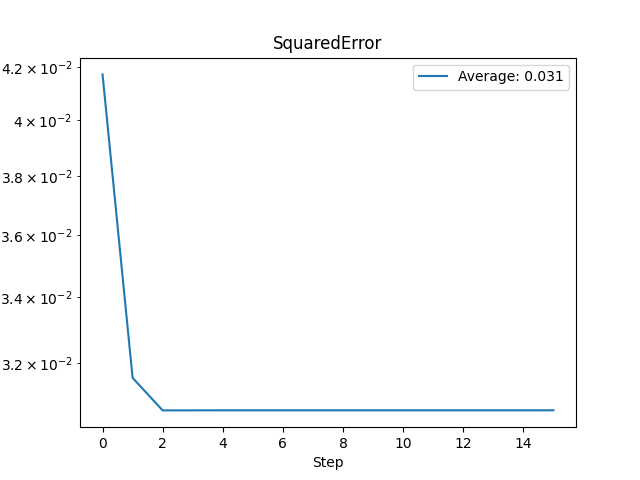 SquaredError
Average: 0.031
4.2 × 10⁻²
4 × 10⁻²
3.8 × 10⁻²
3.6 × 10⁻²
3.4 × 10⁻²
3.2 × 10⁻²
0 2 4 6 8 10 12 14
Step